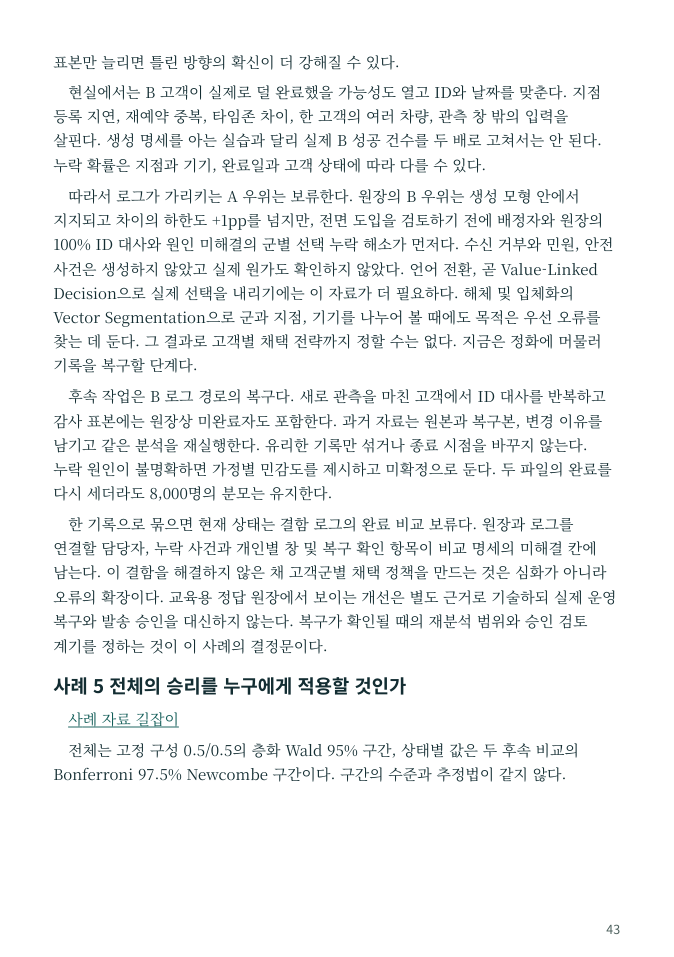 표본만 늘리면 틀린 방향의 확신이 더 강해질 수 있다.
현실에서는 B 고객이 실제로 덜 완료했을 가능성도 열고 ID와 날짜를 맞춘다. 지점
등록 지연, 재예약 중복, 타임존 차이, 한 고객의 여러 차량, 관측 창 밖의 입력을
살핀다. 생성 명세를 아는 실습과 달리 실제 B 성공 건수를 두 배로 고쳐서는 안 된다.
누락 확률은 지점과 기기, 완료일과 고객 상태에 따라 다를 수 있다.
따라서 로그가 가리키는 A 우위는 보류한다. 원장의 B 우위는 생성 모형 안에서
지지되고 차이의 하한도 +1pp를 넘지만, 전면 도입을 검토하기 전에 배정자와 원장의
100% ID 대사와 원인 미해결의 군별 선택 누락 해소가 먼저다. 수신 거부와 민원, 안전
사건은 생성하지 않았고 실제 원가도 확인하지 않았다. 언어 전환, 곧 Value-Linked
Decision으로 실제 선택을 내리기에는 이 자료가 더 필요하다. 해체 및 입체화의
Vector Segmentation으로 군과 지점, 기기를 나누어 볼 때에도 목적은 우선 오류를
찾는 데 둔다. 그 결과로 고객별 채택 전략까지 정할 수는 없다. 지금은 정화에 머물러
기록을 복구할 단계다.
후속 작업은 B 로그 경로의 복구다. 새로 관측을 마친 고객에서 ID 대사를 반복하고
감사 표본에는 원장상 미완료자도 포함한다. 과거 자료는 원본과 복구본, 변경 이유를
남기고 같은 분석을 재실행한다. 유리한 기록만 섞거나 종료 시점을 바꾸지 않는다.
누락 원인이 불명확하면 가정별 민감도를 제시하고 미확정으로 둔다. 두 파일의 완료를
다시 세더라도 8,000명의 분모는 유지한다.
한 기록으로 묶으면 현재 상태는 결함 로그의 완료 비교 보류다. 원장과 로그를
연결할 담당자, 누락 사건과 개인별 창 및 복구 확인 항목이 비교 명세의 미해결 칸에
남는다. 이 결함을 해결하지 않은 채 고객군별 채택 정책을 만드는 것은 심화가 아니라
오류의 확장이다. 교육용 정답 원장에서 보이는 개선은 별도 근거로 기술하되 실제 운영
복구와 발송 승인을 대신하지 않는다. 복구가 확인될 때의 재분석 범위와 승인 검토
계기를 정하는 것이 이 사례의 결정문이다.
사례 5 전체의 승리를 누구에게 적용할 것인가
사례 자료 길잡이
전체는 고정 구성 0.5/0.5의 층화 Wald 95% 구간, 상태별 값은 두 후속 비교의
Bonferroni 97.5% Newcombe 구간이다. 구간의 수준과 추정법이 같지 않다.
43